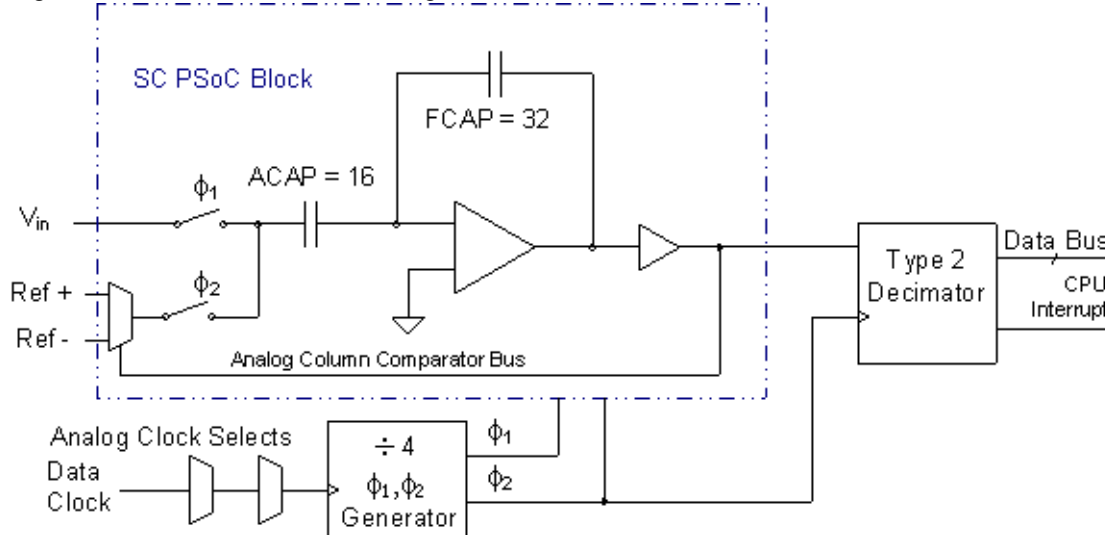 SC PSoC Block
FCAP = 32
ACAP = 16
ϕ1
Vin
Ref +
ϕ2
Ref -
Analog Column Comparator Bus
Type 2
Decimator
Data Bus
CPU
Interrupt
Analog Clock Selects
Data
Clock
÷ 4
ϕ1,ϕ2
Generator
ϕ1
ϕ2